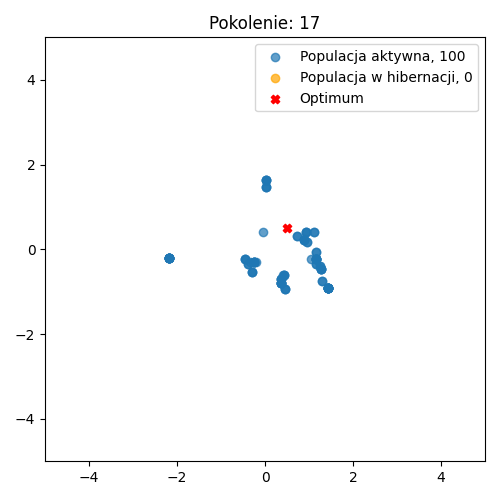 Pokolenie: 17
Populacja aktywna, 100
Populacja w hibernacji, 0
Optimum
4
2
0
−2
−4
−4 −2 0 2 4